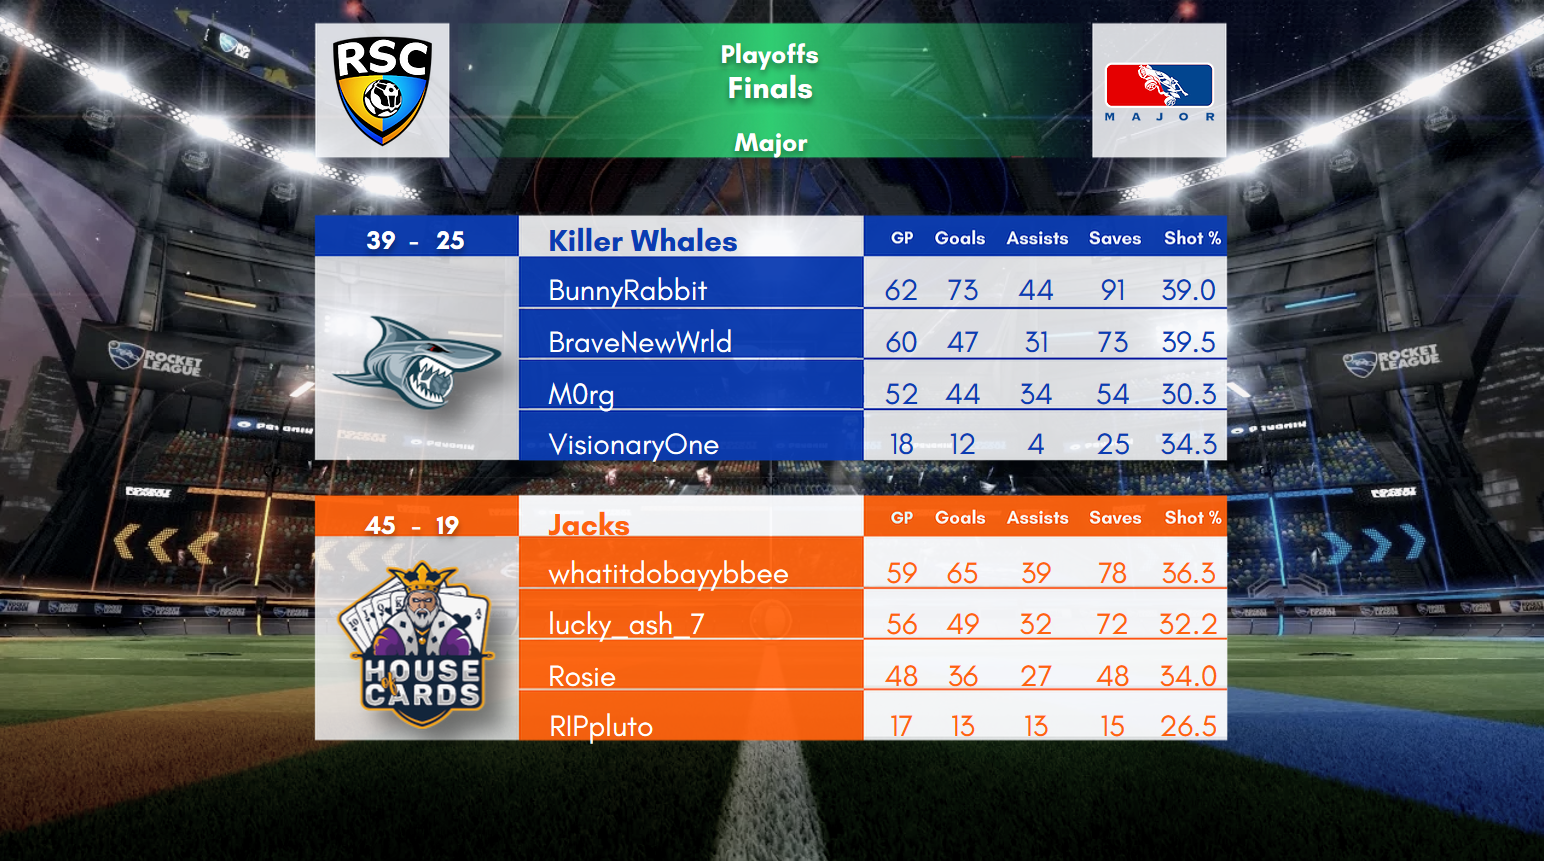 RSC
Playoffs
Finals
Major
MAJOR
39 - 25 Killer Whales GP Goals Assists Saves Shot %
BunnyRabbit 62 73 44 91 39.0
BraveNewWrld 60 47 31 73 39.5
M0rg 52 44 34 54 30.3
VisionaryOne 18 12 4 25 34.3
45 - 19 Jacks GP Goals Assists Saves Shot %
whatitdobayybbee 59 65 39 78 36.3
lucky_ash_7 56 49 32 72 32.2
Rosie 48 36 27 48 34.0
RIPpluto 17 13 13 15 26.5
10 J Q K A
HOUSE
of
CARDS
ROCKET
LEAGUE
ROCKET
LEAGUE
PSYONIX
PSYONIX